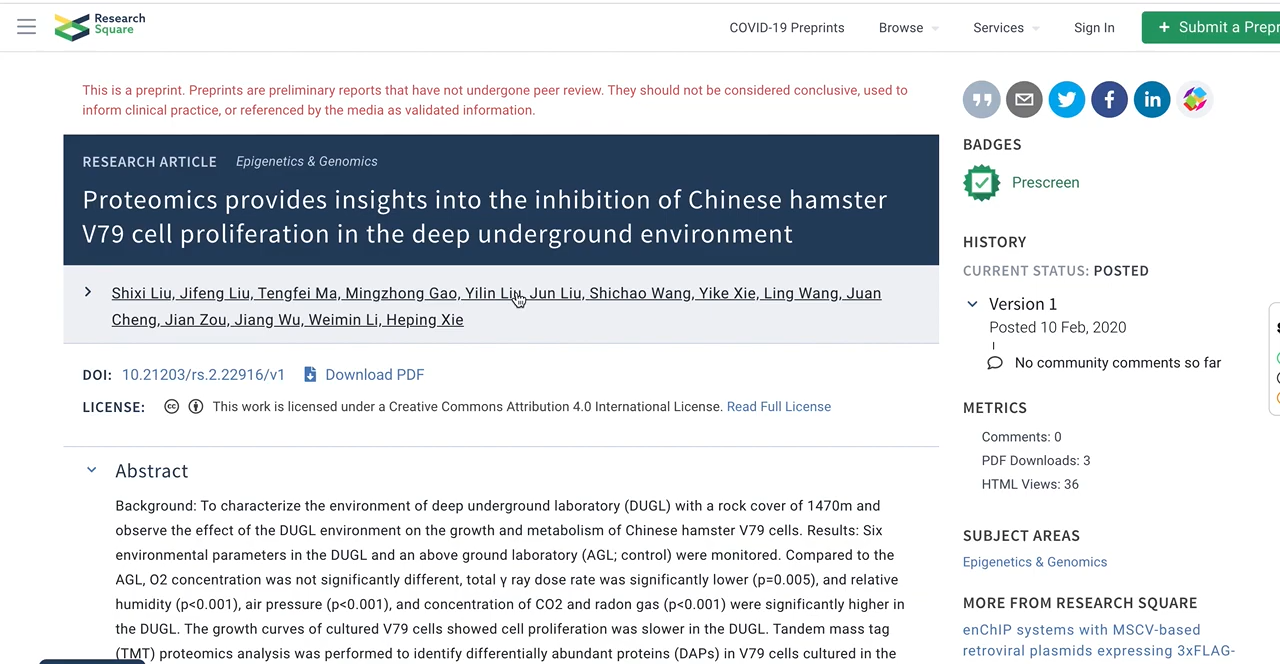 Research
Square
COVID-19 Preprints
Browse
Services
Sign In
+ Submit a Prepr
This is a preprint. Preprints are preliminary reports that have not undergone peer review. They should not be considered conclusive, used to
inform clinical practice, or referenced by the media as validated information.
RESEARCH ARTICLE Epigenetics & Genomics
Proteomics provides insights into the inhibition of Chinese hamster
V79 cell proliferation in the deep underground environment
Shixi Liu, Jifeng Liu, Tengfei Ma, Mingzhong Gao, Yilin Liu, Jun Liu, Shichao Wang, Yike Xie, Ling Wang, Juan
Cheng, Jian Zou, Jiang Wu, Weimin Li, Heping Xie
DOI: 10.21203/rs.2.22916/v1 Download PDF
LICENSE: This work is licensed under a Creative Commons Attribution 4.0 International License. Read Full License
Abstract
Background: To characterize the environment of deep underground laboratory (DUGL) with a rock cover of 1470m and
observe the effect of the DUGL environment on the growth and metabolism of Chinese hamster V79 cells. Results: Six
environmental parameters in the DUGL and an above ground laboratory (AGL; control) were monitored. Compared to the
AGL, O2 concentration was not significantly different, total γ ray dose rate was significantly lower (p=0.005), and relative
humidity (p<0.001), air pressure (p<0.001), and concentration of CO2 and radon gas (p<0.001) were significantly higher in
the DUGL. The growth curves of cultured V79 cells showed cell proliferation was slower in the DUGL. Tandem mass tag
(TMT) proteomics analysis was performed to identify differentially abundant proteins (DAPs) in V79 cells cultured in the
BADGES
Prescreen
HISTORY
CURRENT STATUS: POSTED
Version 1
Posted 10 Feb, 2020
No community comments so far
METRICS
Comments: 0
PDF Downloads: 3
HTML Views: 36
SUBJECT AREAS
Epigenetics & Genomics
MORE FROM RESEARCH SQUARE
enChIP systems with MSCV-based
retroviral plasmids expressing 3xFLAG-